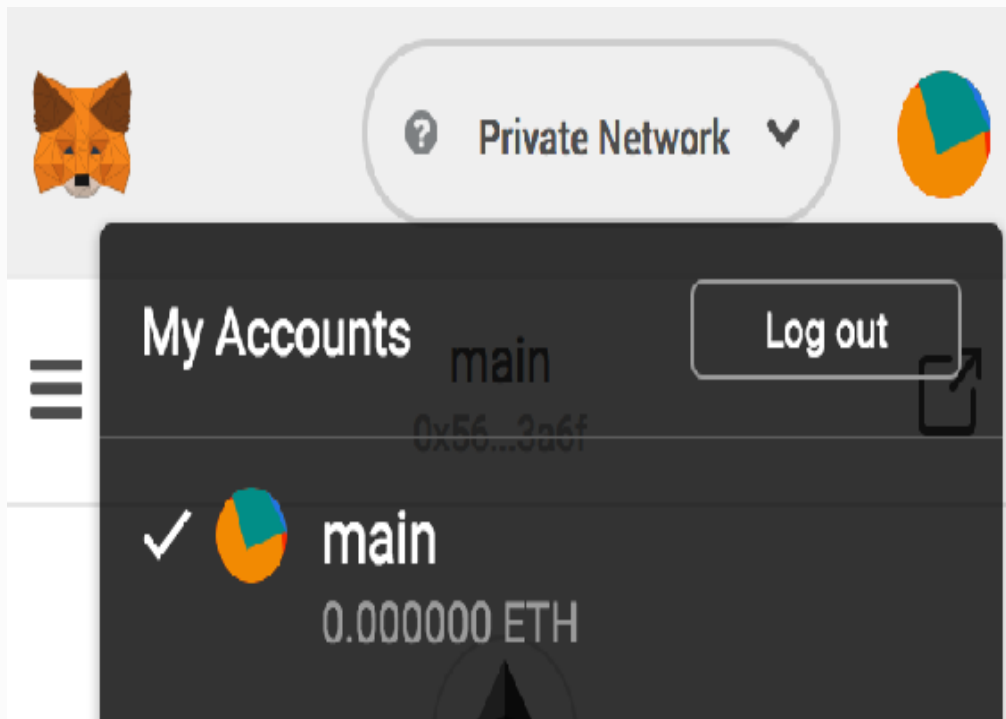 Private Network
My Accounts
Log out
main
0x56...3a6f
main
0.000000 ETH